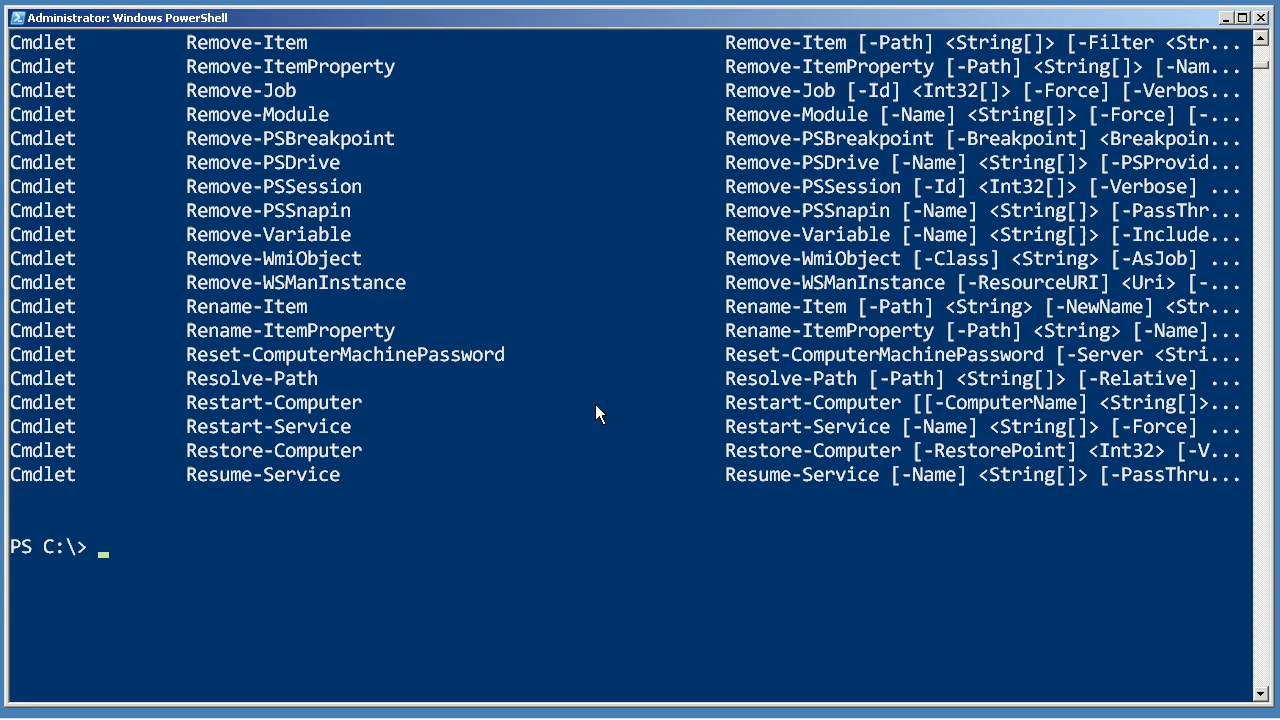 Administrator: Windows PowerShell
Cmdlet Remove-Item Remove-Item [-Path] <String[]> [-Filter <Str...
Cmdlet Remove-ItemProperty Remove-ItemProperty [-Path] <String[]> [-Nam...
Cmdlet Remove-Job Remove-Job [-Id] <Int32[]> [-Force] [-Verbos...
Cmdlet Remove-Module Remove-Module [-Name] <String[]> [-Force] [-...
Cmdlet Remove-PSBreakpoint Remove-PSBreakpoint [-Breakpoint] <Breakpoin...
Cmdlet Remove-PSDrive Remove-PSDrive [-Name] <String[]> [-PSProvid...
Cmdlet Remove-PSSession Remove-PSSession [-Id] <Int32[]> [-Verbose] ...
Cmdlet Remove-PSSnapin Remove-PSSnapin [-Name] <String[]> [-PassThr...
Cmdlet Remove-Variable Remove-Variable [-Name] <String[]> [-Include...
Cmdlet Remove-WmiObject Remove-WmiObject [-Class] <String> [-AsJob] ...
Cmdlet Remove-WSManInstance Remove-WSManInstance [-ResourceURI] <Uri> [-...
Cmdlet Rename-Item Rename-Item [-Path] <String> [-NewName] <Str...
Cmdlet Rename-ItemProperty Rename-ItemProperty [-Path] <String> [-Name]...
Cmdlet Reset-ComputerMachinePassword Reset-ComputerMachinePassword [-Server <Stri...
Cmdlet Resolve-Path Resolve-Path [-Path] <String[]> [-Relative] ...
Cmdlet Restart-Computer Restart-Computer [[-ComputerName] <String[]>...
Cmdlet Restart-Service Restart-Service [-Name] <String[]> [-Force] ...
Cmdlet Restore-Computer Restore-Computer [-RestorePoint] <Int32> [-V...
Cmdlet Resume-Service Resume-Service [-Name] <String[]> [-PassThru...
PS C:\>